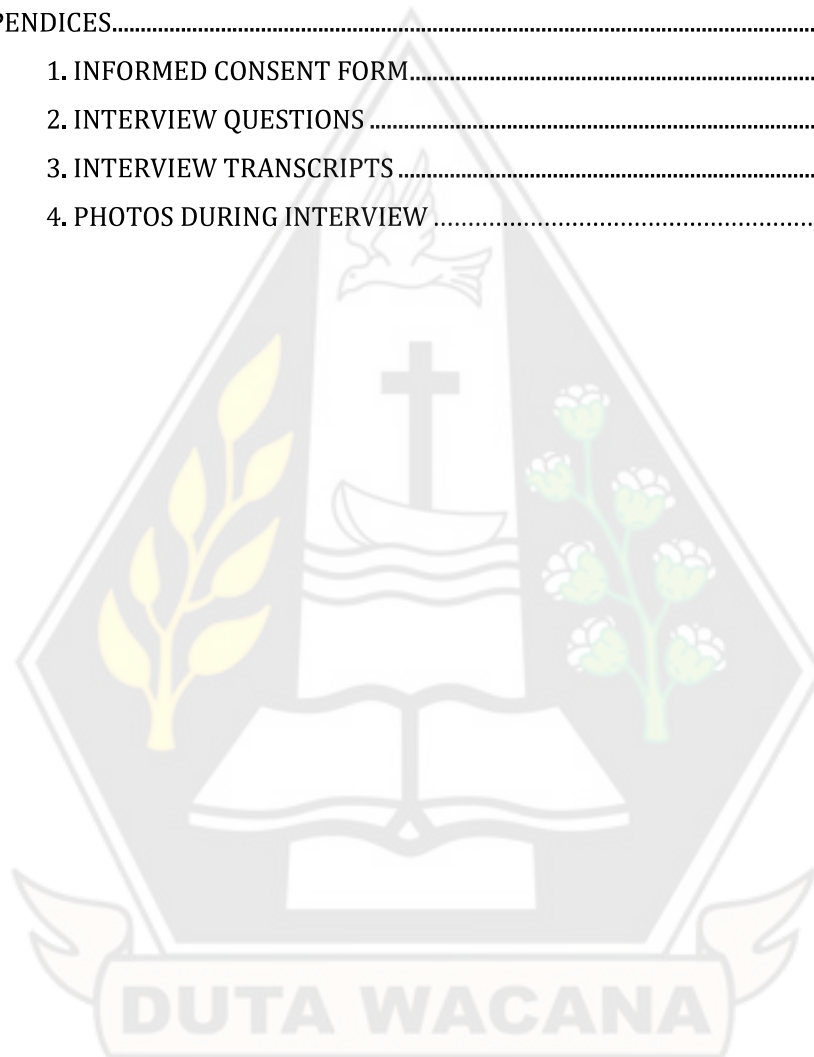 PENDICES..........................................................................................................
1. INFORMED CONSENT FORM............................................................
2. INTERVIEW QUESTIONS ...................................................................
3. INTERVIEW TRANSCRIPTS ..............................................................
4. PHOTOS DURING INTERVIEW ……………………………………………………
DUTA WACANA